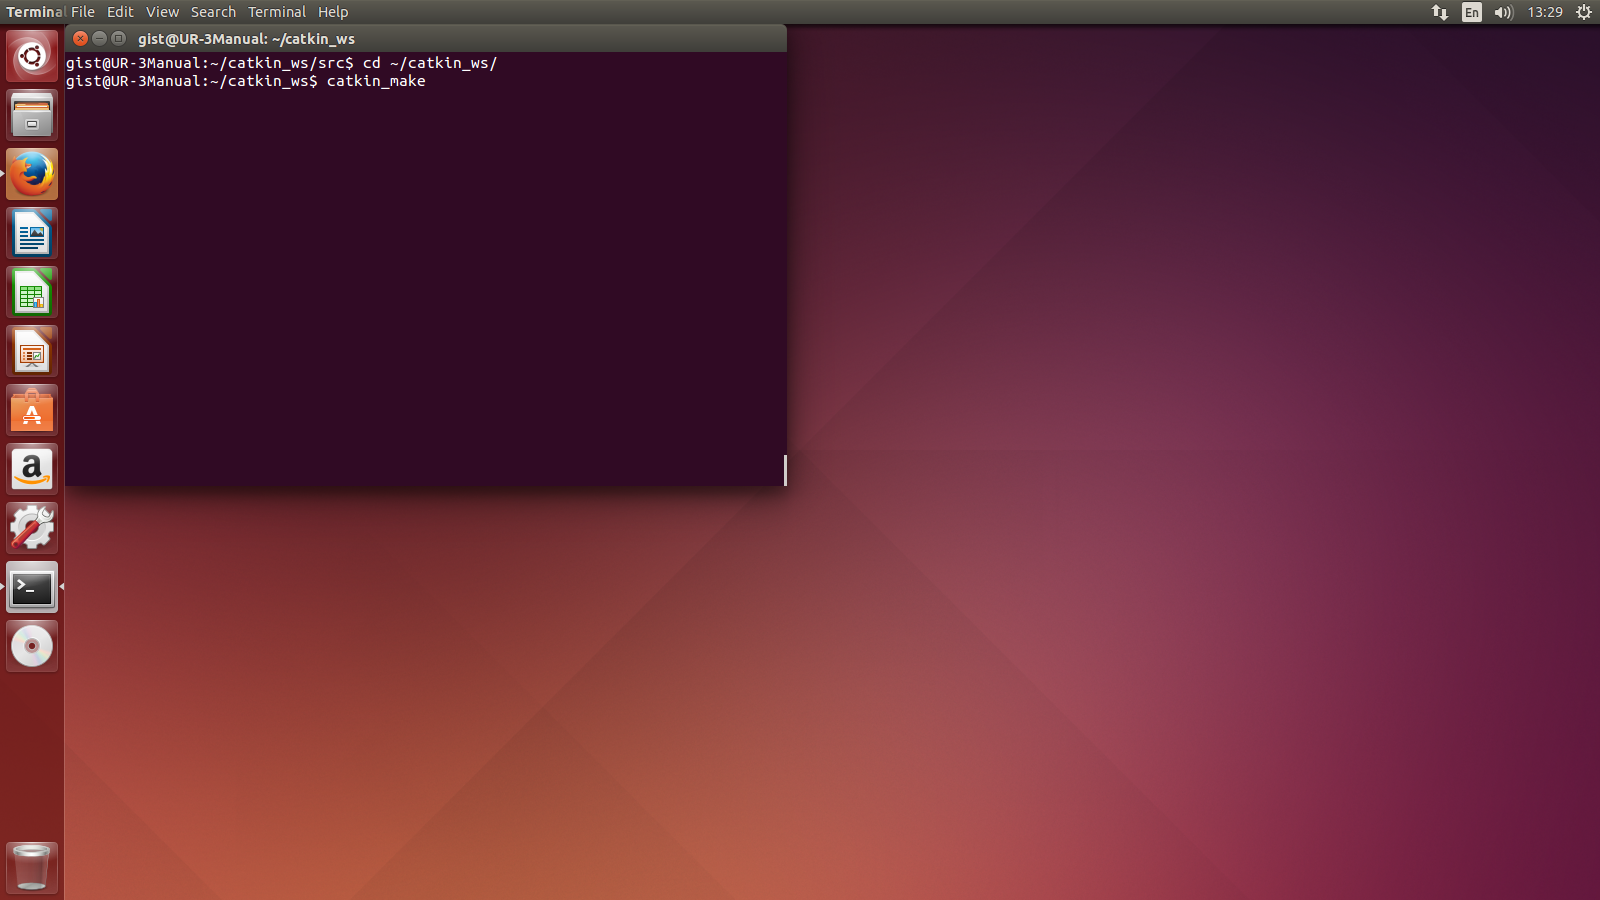 Terminal File Edit View Search Terminal Help
En 13:29
gist@UR-3Manual: ~/catkin_ws
gist@UR-3Manual:~/catkin_ws/src$ cd ~/catkin_ws/
gist@UR-3Manual:~/catkin_ws$ catkin_make